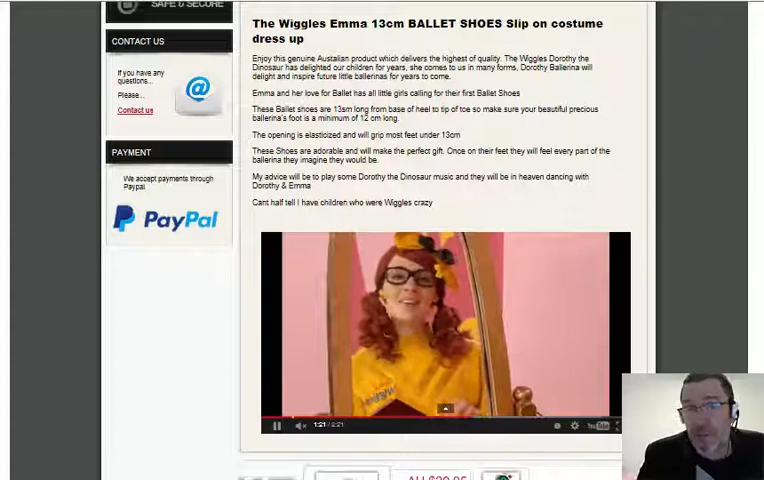 SAFE & SECURE
CONTACT US
If you have any
questions...
Please...
Contact us
@
PAYMENT
We accept payments through
Paypal
PayPal
The Wiggles Emma 13cm BALLET SHOES Slip on costume
dress up
Enjoy this genuine Austalian product which delivers the highest of quality. The Wiggles Dorothy the
Dinosaur has delighted our children for years, she comes to us in many forms, Dorothy Ballerina will
delight and inspire future little ballerinas for years to come.
Emma and her love for Ballet has all little girls calling for their first Ballet Shoes
These Ballet shoes are 13sm long from base of heel to tip of toe so make sure your beautiful precious
ballerina's foot is a minimum of 12 cm long.
The opening is elasticized and will grip most feet under 13cm
These Shoes are adorable and will make the perfect gift. Once on their feet they will feel every part of the
ballerina they imagine they would be.
My advice will be to play some Dorothy the Dinosaur music and they will be in heaven dancing with
Dorothy & Emma
Cant half tell I have children who were Wiggles crazy
1:21 / 2:21
YouTube